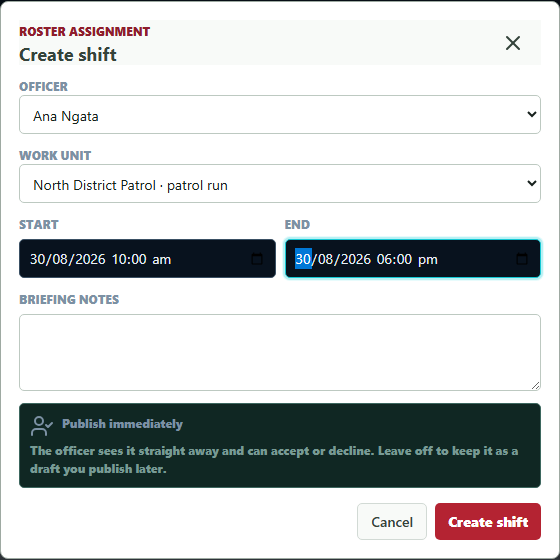 ROSTER ASSIGNMENT
Create shift
OFFICER
Ana Ngata
WORK UNIT
North District Patrol · patrol run
START
END
30/08/2026 10:00 am
30/08/2026 06:00 pm
BRIEFING NOTES
Publish immediately
The officer sees it straight away and can accept or decline. Leave off to keep it as a
draft you publish later.
Cancel
Create shift